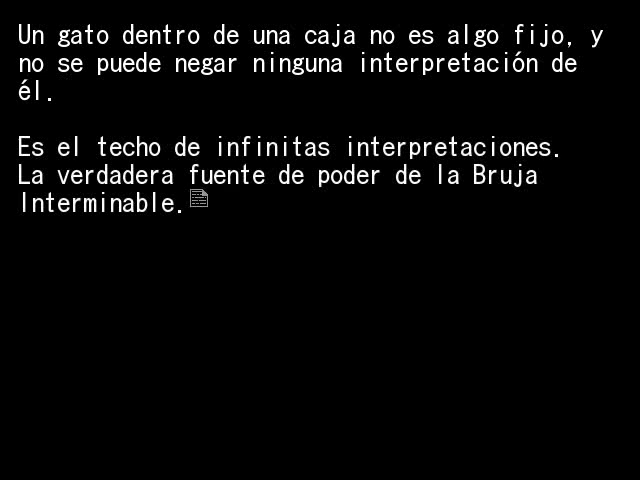 Un gato dentro de una caja no es algo fijo, y
no se puede negar ninguna interpretación de
él.
Es el techo de infinitas interpretaciones.
La verdadera fuente de poder de la Bruja
Interminable.